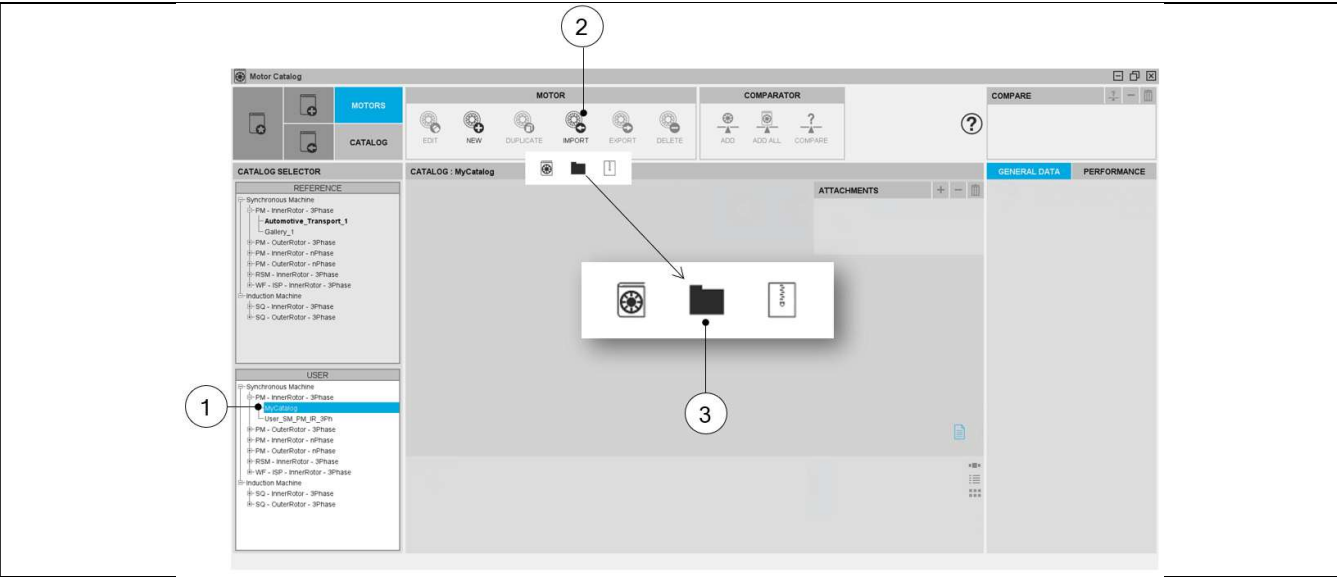 2
Motor Catalog
MOTORS
CATALOG
MOTOR
EDIT NEW DUPLICATE IMPORT EXPORT DELETE
COMPARATOR
ADD ADD ALL COMPARE
?
COMPARE
CATALOG SELECTOR
REFERENCE
Synchronous Machine
PM - InnerRotor - 3Phase
Automotive_Transport_1
Gallery_1
PM - OuterRotor - 3Phase
PM - InnerRotor - nPhase
PM - OuterRotor - nPhase
RSM - InnerRotor - 3Phase
WF - ISP - InnerRotor - 3Phase
Induction Machine
SQ - InnerRotor - 3Phase
SQ - OuterRotor - 3Phase
USER
Synchronous Machine
PM - InnerRotor - 3Phase
MyCatalog
User_SM_PM_IR_3Ph
PM - OuterRotor - 3Phase
PM - InnerRotor - nPhase
PM - OuterRotor - nPhase
RSM - InnerRotor - 3Phase
WF - ISP - InnerRotor - 3Phase
Induction Machine
SQ - InnerRotor - 3Phase
SQ - OuterRotor - 3Phase
1
CATALOG : MyCatalog
ATTACHMENTS
3
GENERAL DATA PERFORMANCE